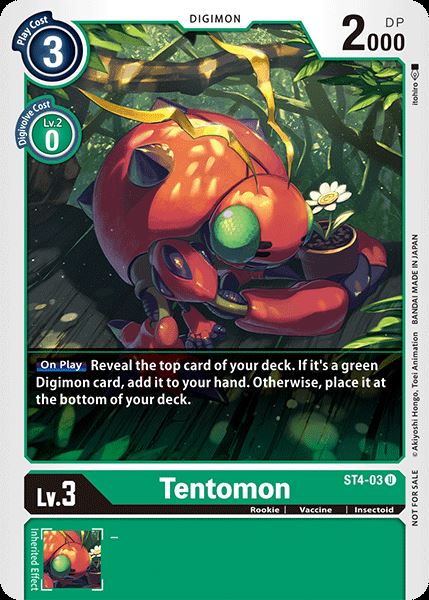 Play Cost
3
DIGIMON
2000
DP
Digivolve Cost
Lv.2
0
itohiro
On Play Reveal the top card of your deck. If it's a green
Digimon card, add it to your hand. Otherwise, place it at
the bottom of your deck.
© Akiyoshi Hongo, Toei Animation BANDAI MADE IN JAPAN
NOT FOR SALE
Lv.3
Tentomon
ST4-03 U
Rookie | Vaccine | Insectoid
Inherited Effect
–